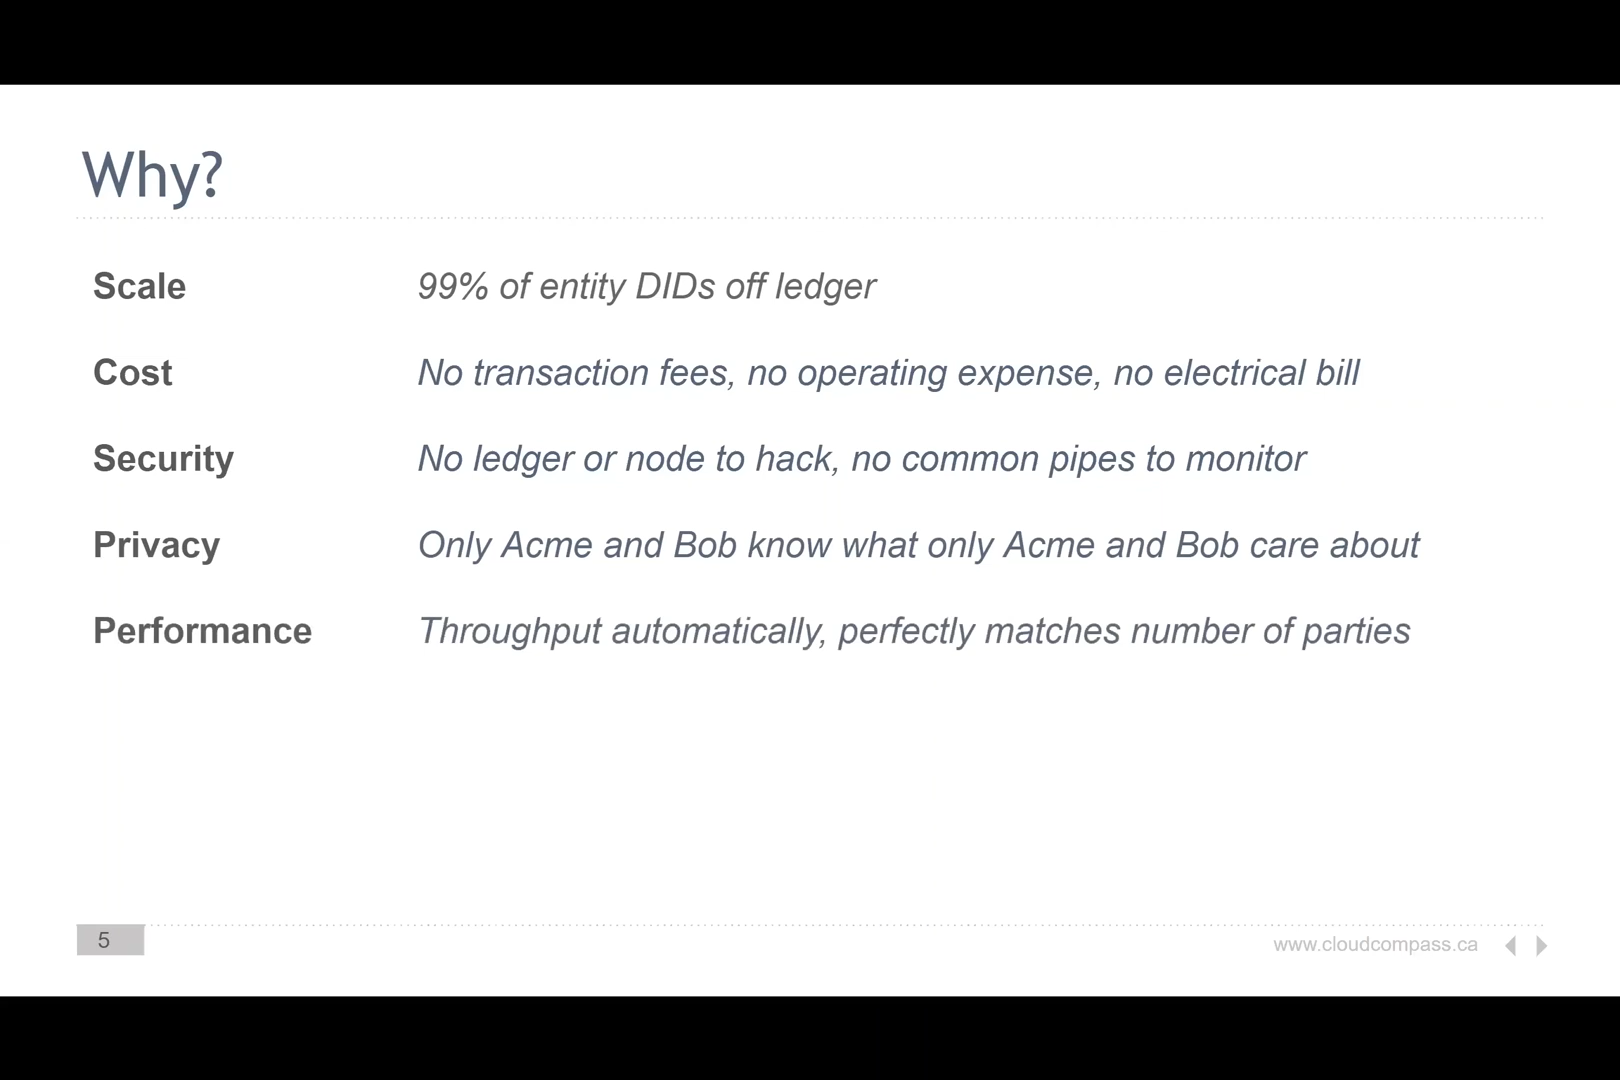 Why?
Scale 99% of entity DIDs off ledger
Cost No transaction fees, no operating expense, no electrical bill
Security No ledger or node to hack, no common pipes to monitor
Privacy Only Acme and Bob know what only Acme and Bob care about
Performance Throughput automatically, perfectly matches number of parties
5
www.cloudcompass.ca